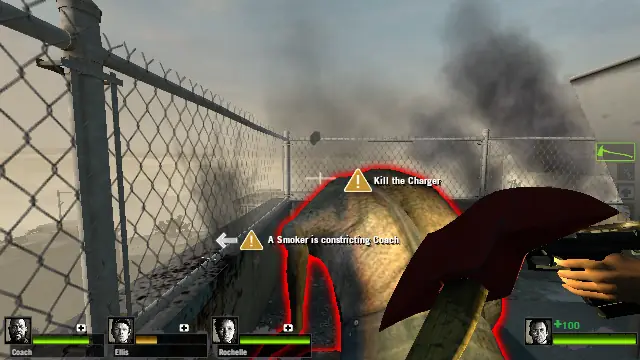 Kill the Charger
A Smoker is constricting Coach
Coach
Ellis
Rochelle
+100